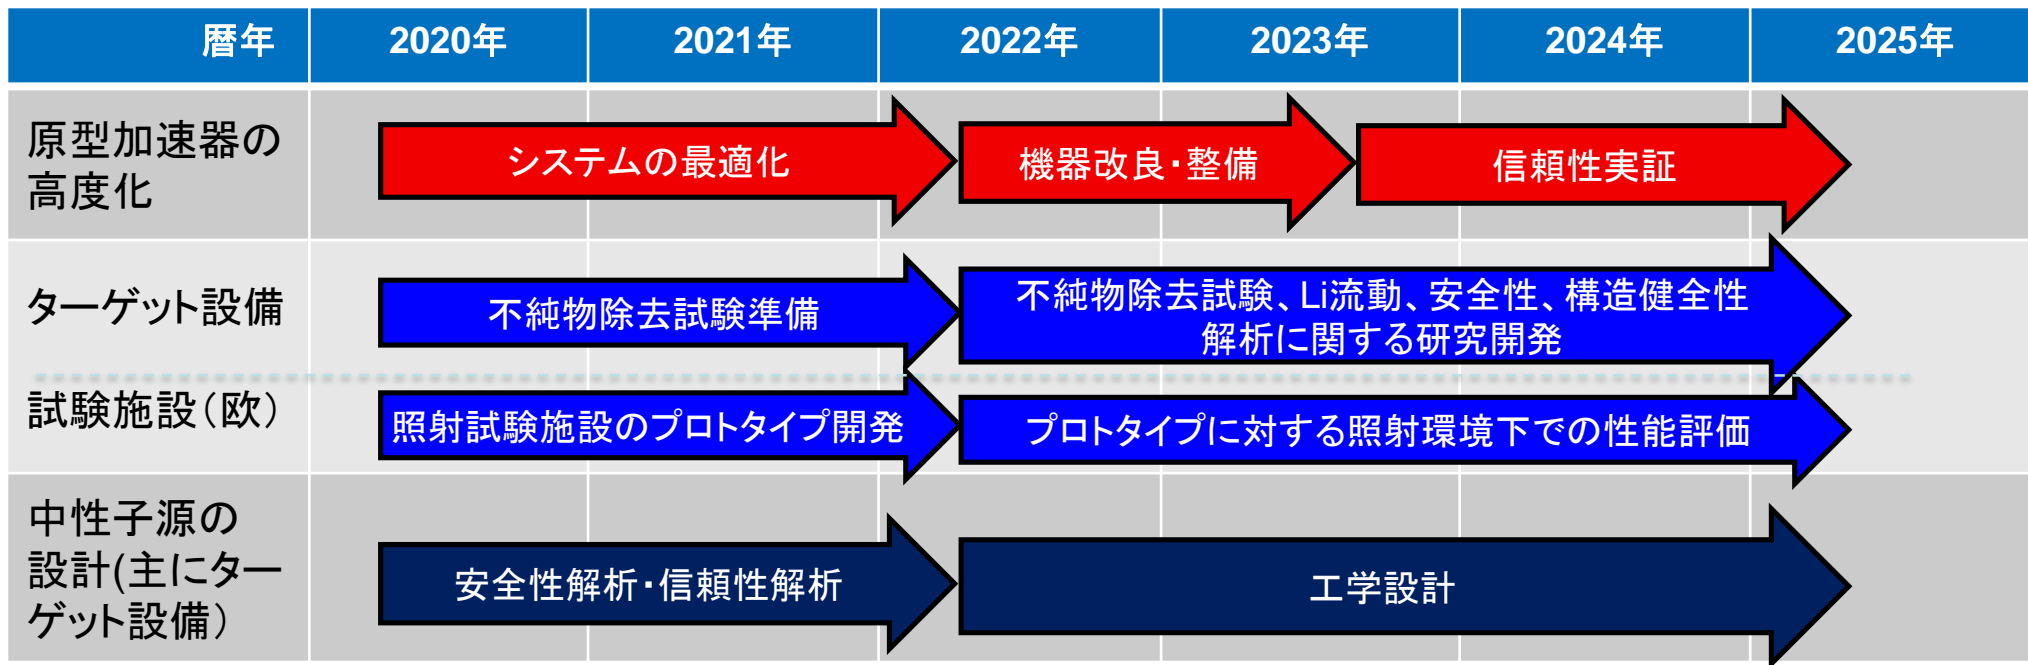 暦年
2020年
2021年
2022年
2023年
2024年
2025年
原型加速器の
高度化
システムの最適化
機器改良・整備
信頼性実証
ターゲット設備
不純物除去試験準備
不純物除去試験、Li流動、安全性、構造健全性
解析に関する研究開発
試験施設（欧）
照射試験施設のプロトタイプ開発
プロトタイプに対する照射環境下での性能評価
中性子源の
設計(主にター
ゲット設備）
安全性解析・信頼性解析
工学設計